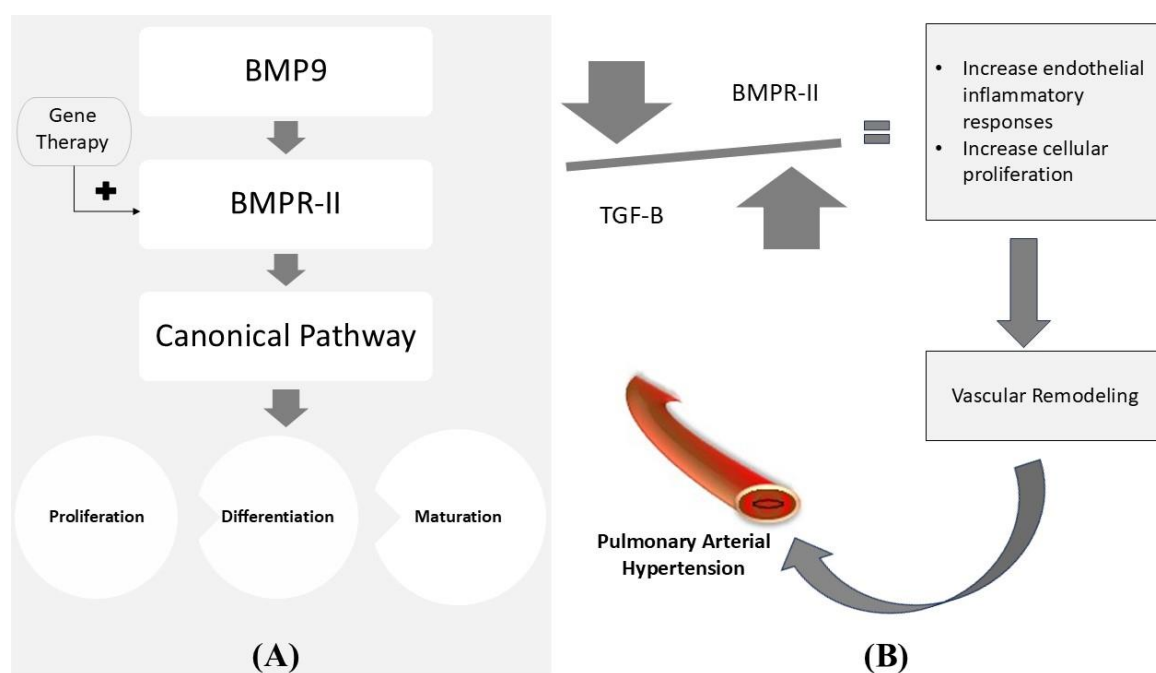 BMP9
Gene
Therapy
BMPR-II
Canonical Pathway
Proliferation
Differentiation
Maturation
(A)
BMPR-II
TGF-B
• Increase endothelial
inflammatory
responses
• Increase cellular
proliferation
Vascular Remodeling
Pulmonary Arterial
Hypertension
(B)